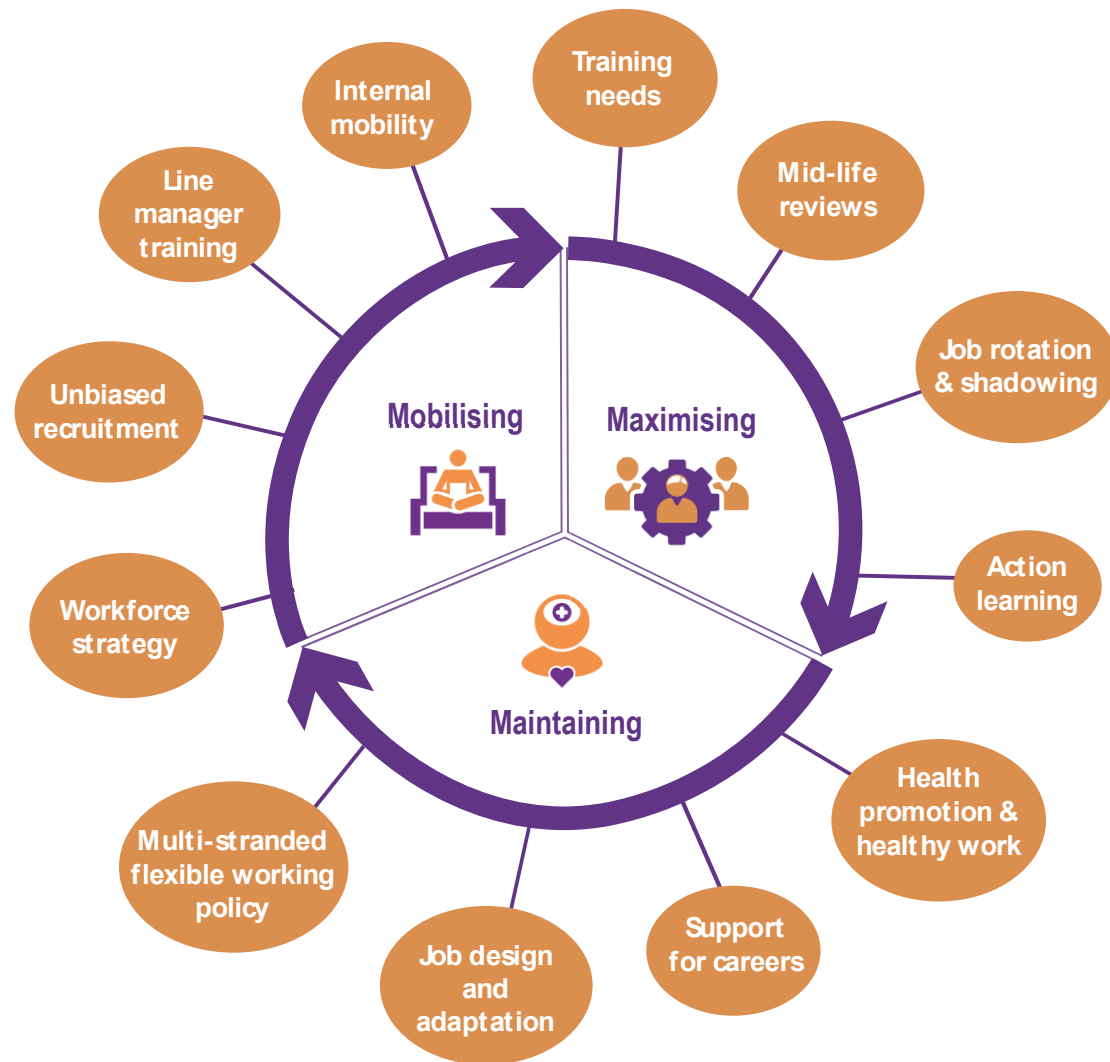 Training
needs
Mid-life
reviews
Job rotation
& shadowing
Action
learning
Health
promotion &
healthy work
Support
for careers
Job design
and
adaptation
Multi-stranded
flexible working
policy
Workforce
strategy
Unbiased
recruitment
Line
manager
training
Internal
mobility
Mobilising
Maximising
Maintaining